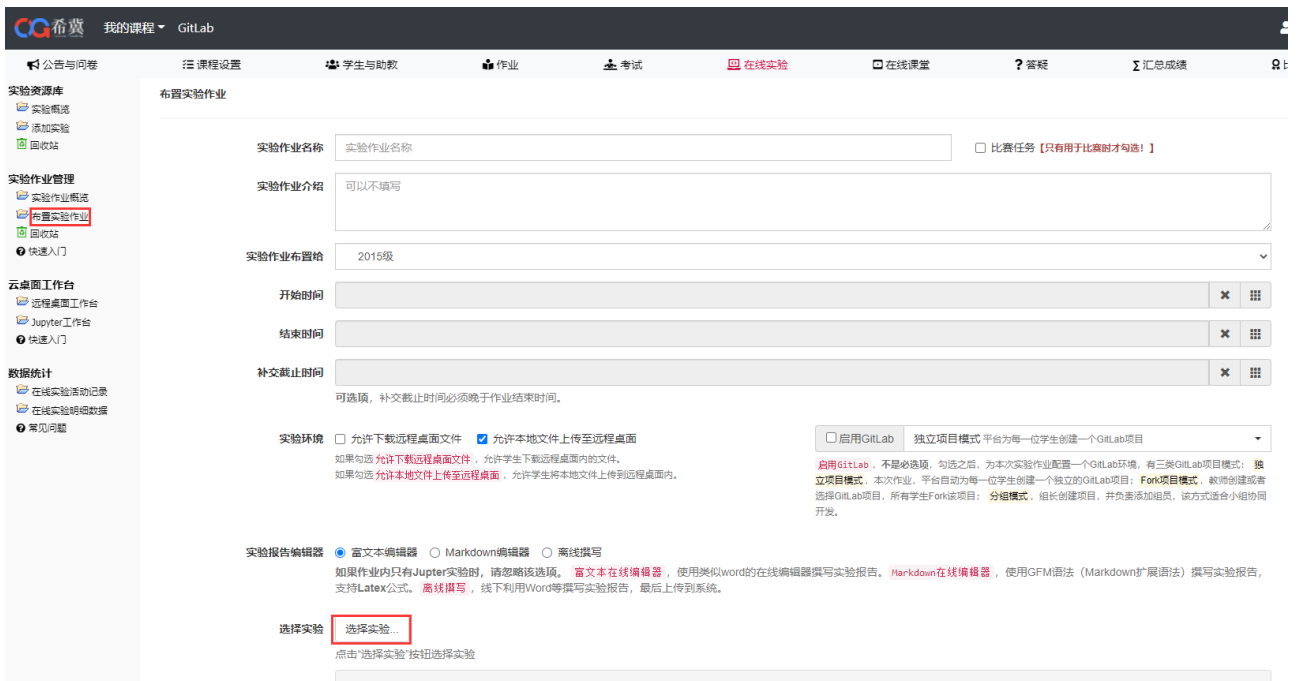 CG希冀 我的课程 GitLab
公告与问卷 课程设置 学生与助教 作业 考试 在线实验 在线课堂 答疑 汇总成绩
实验资源库
实验概览
添加实验
回收站
实验作业管理
实验作业概览
布置实验作业
回收站
快速入门
云桌面工作台
远程桌面工作台
Jupyter工作台
快速入门
数据统计
在线实验活动记录
在线实验明细数据
常见问题
布置实验作业
实验作业名称 实验作业名称 比赛任务【只有用于比赛时才勾选！】
实验作业介绍 可以不填写
实验作业布置给 2015级
开始时间
结束时间
补交截止时间
可选项，补交截止时间必须晚于作业结束时间。
实验环境 允许下载远程桌面文件 允许本地文件上传至远程桌面
如果勾选 允许下载远程桌面文件，允许学生下载远程桌面内的文件。
如果勾选 允许本地文件上传至远程桌面，允许学生将本地文件上传到远程桌面内。
启用GitLab 独立项目模式 平台为每一位学生创建一个GitLab项目
启用GitLab，不是必选项，勾选之后，为本次实验作业配置一个GitLab环境，有三类GitLab项目模式： 独
立项目模式，本次作业，平台自动为每一位学生创建一个独立的GitLab项目； Fork项目模式，教师创建或者
选择GitLab项目，所有学生Fork该项目； 分组模式，组长创建项目，并负责添加组员，该方式适合小组协同
开发。
实验报告编辑器 富文本编辑器 Markdown编辑器 离线撰写
如果作业内只有Jupter实验时，请忽略该选项。 富文本在线编辑器，使用类似word的在线编辑器撰写实验报告。 Markdown在线编辑器，使用GFM语法（Markdown扩展语法）撰写实验报告，
支持Latex公式。 离线撰写，线下利用Word等撰写实验报告，最后上传到系统。
选择实验 选择实验...
点击“选择实验”按钮选择实验